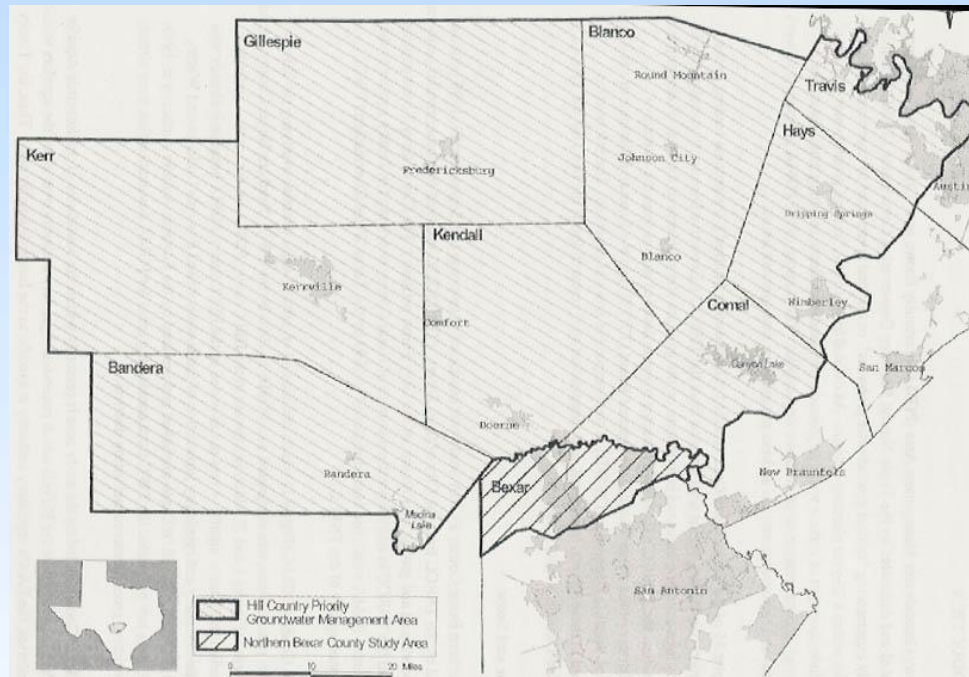 Gillespie
Blanco
Round Mountain
Travis
Hays
Kerr
Johnson City
Fredericksburg
Austin
Dripping Springs
Kendall
Blanco
Kerrville
Comal
Wimberley
Comfort
Canyon Lake
San Marcos
Bandera
Boerne
New Braunfels
Bandera
Bexar
Medina
Lake
San Antonio
Hill Country Priority
Groundwater Management Area
Northern Bexar County Study Area
0 10 20 Miles